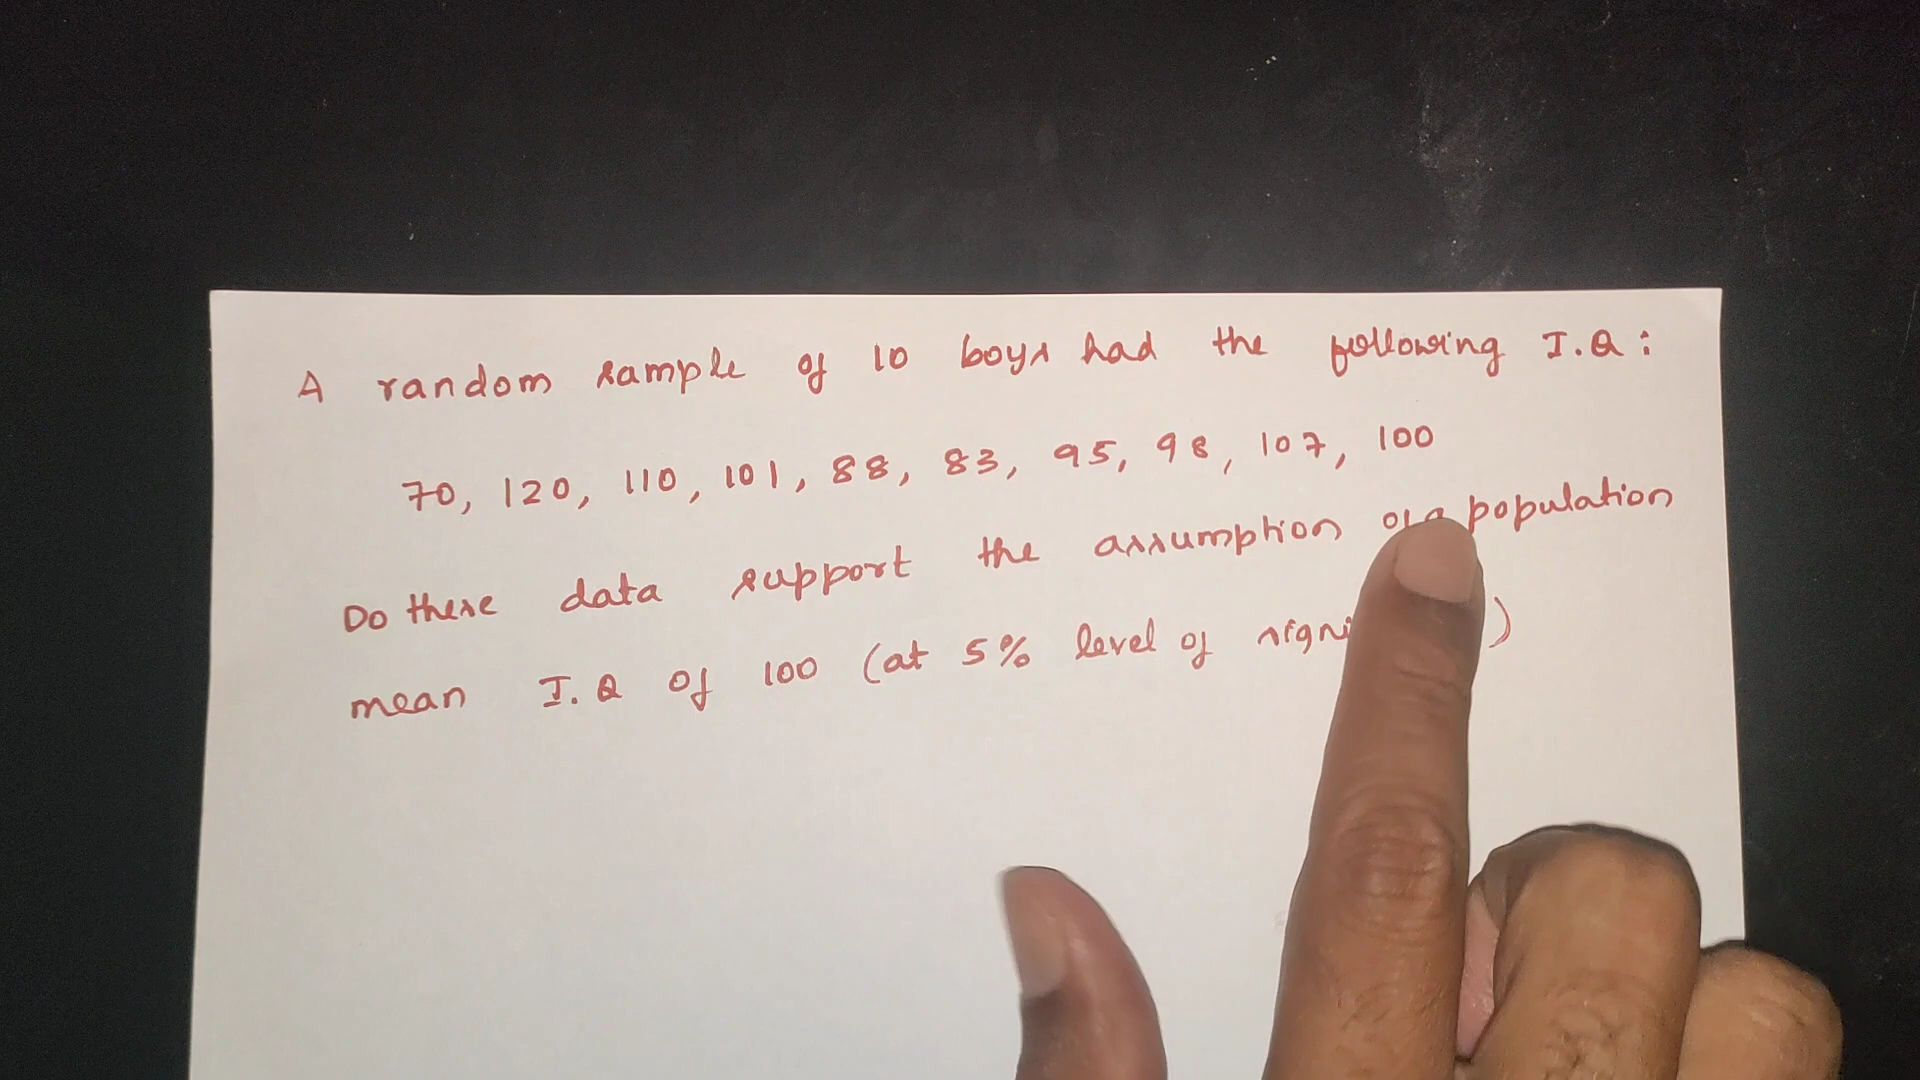 A random sample of 10 boys had the following I.Q:
70, 120, 110, 101, 88, 83, 95, 98, 107, 100
Do these data support the assumption population
mean I.Q of 100 (at 5% level of )